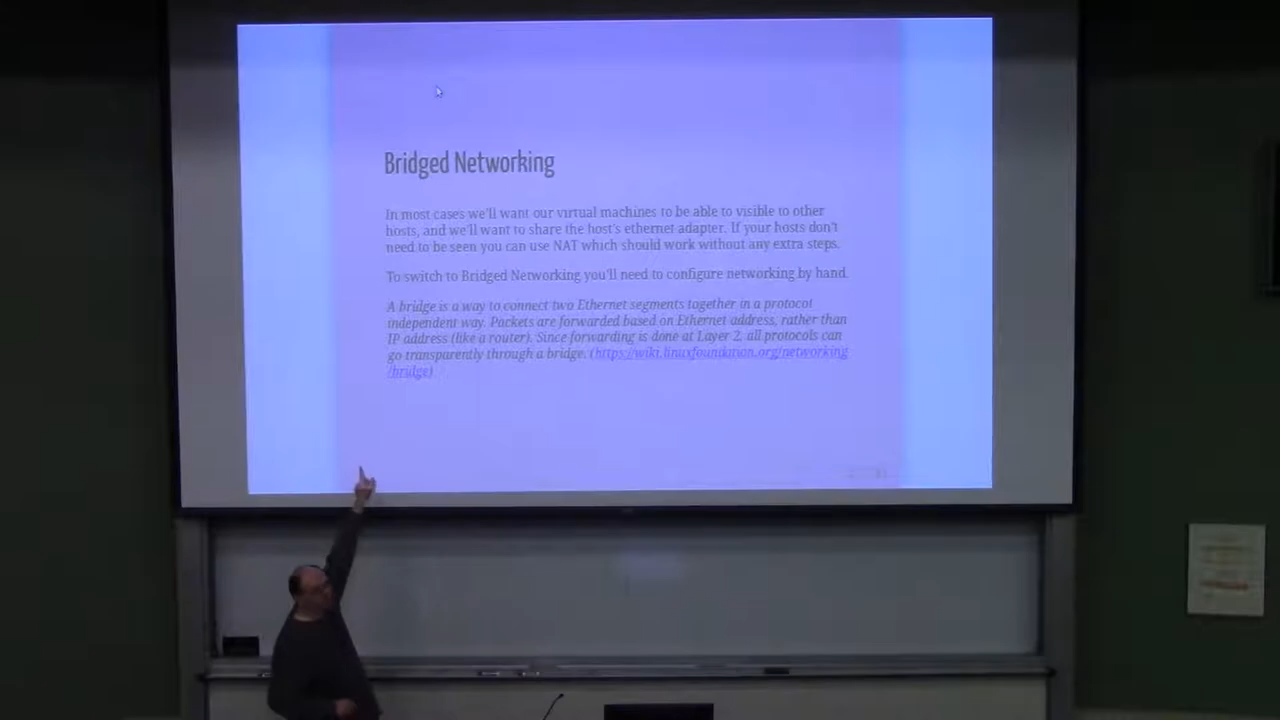 Bridged Networking
In most cases we'll want our virtual machines to be able to visible to other
hosts, and we'll want to share the host's ethernet adapter. If your hosts don't
need to be seen you can use NAT which should work without any extra steps.
To switch to Bridged Networking you'll need to configure networking by hand.
A bridge is a way to connect two Ethernet segments together in a protocol
independent way. Packets are forwarded based on Ethernet address, rather than
IP address (like a router). Since forwarding is done at Layer 2, all protocols can
go transparently through a bridge. (https://wiki.linuxfoundation.org/networking
/bridge)